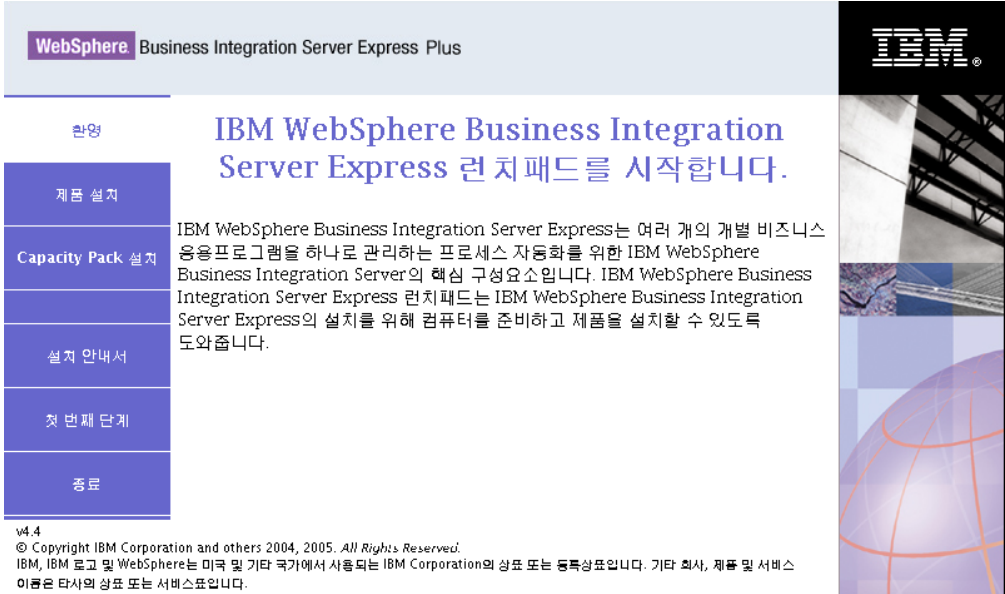 WebSphere. Business Integration Server Express Plus
IBM®
환영
제품 설치
Capacity Pack 설치
설치 안내서
첫 번째 단계
종료
IBM WebSphere Business Integration
Server Express 런치패드를 시작합니다.
IBM WebSphere Business Integration Server Express는 여러 개의 개별 비즈니스
응용프로그램을 하나로 관리하는 프로세스 자동화를 위한 IBM WebSphere
Business Integration Server의 핵심 구성요소입니다. IBM WebSphere Business
Integration Server Express 런치패드는 IBM WebSphere Business Integration
Server Express의 설치를 위해 컴퓨터를 준비하고 제품을 설치할 수 있도록
도와줍니다.
v4.4
© Copyright IBM Corporation and others 2004, 2005. All Rights Reserved.
IBM, IBM 로고 및 WebSphere는 미국 및 기타 국가에서 사용되는 IBM Corporation의 상표 또는 등록상표입니다. 기타 회사, 제품 및 서비스
이름은 타사의 상표 또는 서비스표입니다.